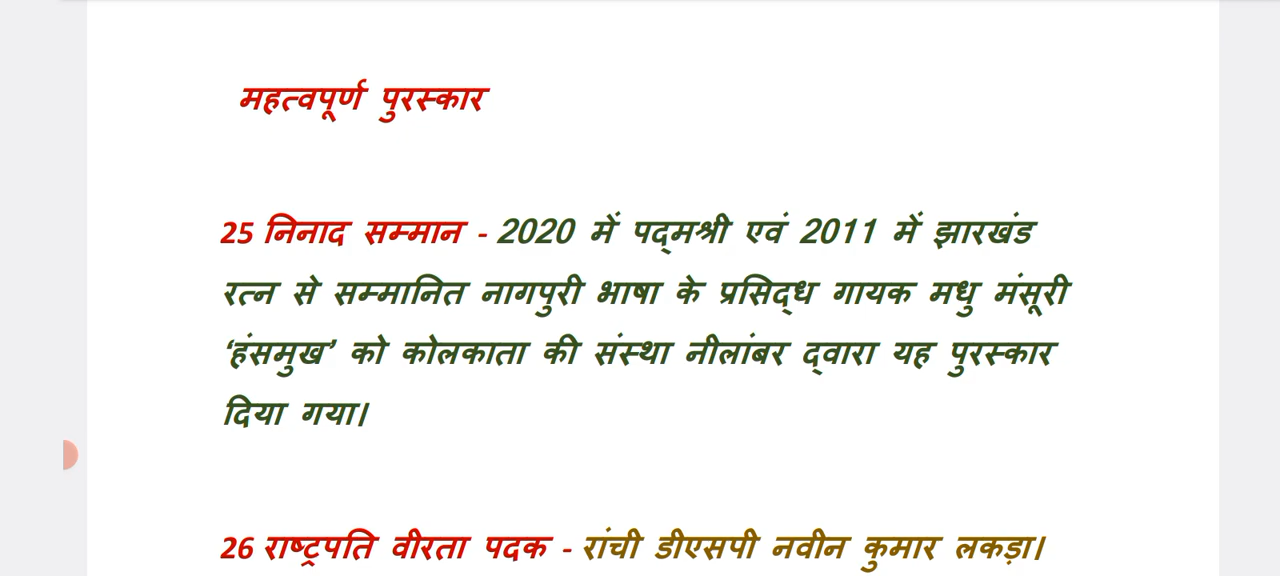 महत्वपूर्ण पुरस्कार
25 निनाद सम्मान - 2020 में पद्मश्री एवं 2011 में झारखंड
रत्न से सम्मानित नागपुरी भाषा के प्रसिद्ध गायक मधु मंसूरी
‘हंसमुख’ को कोलकाता की संस्था नीलांबर द्वारा यह पुरस्कार
दिया गया।
26 राष्ट्रपति वीरता पदक - रांची डीएसपी नवीन कुमार लकड़ा।